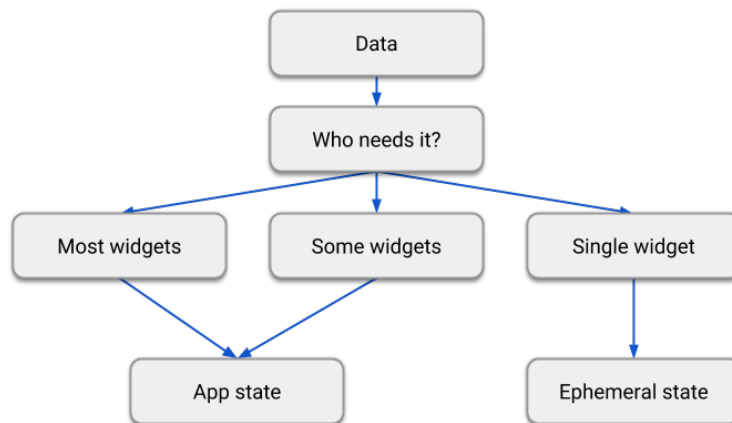 Data
Who needs it?
Most widgets
Some widgets
Single widget
App state
Ephemeral state